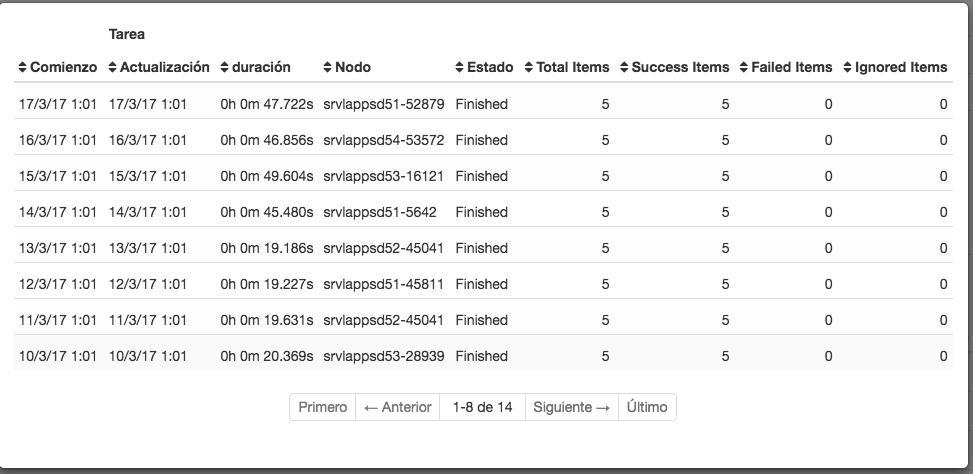 Tarea
Comienzo Actualización duración Nodo Estado Total Items Success Items Failed Items Ignored Items
17/3/17 1:01 17/3/17 1:01 0h 0m 47.722s srvlappsd51-52879 Finished 5 5 0 0
16/3/17 1:01 16/3/17 1:01 0h 0m 46.856s srvlappsd54-53572 Finished 5 5 0 0
15/3/17 1:01 15/3/17 1:01 0h 0m 49.604s srvlappsd53-16121 Finished 5 5 0 0
14/3/17 1:01 14/3/17 1:01 0h 0m 45.480s srvlappsd51-5642 Finished 5 5 0 0
13/3/17 1:01 13/3/17 1:01 0h 0m 19.186s srvlappsd52-45041 Finished 5 5 0 0
12/3/17 1:01 12/3/17 1:01 0h 0m 19.227s srvlappsd51-45811 Finished 5 5 0 0
11/3/17 1:01 11/3/17 1:01 0h 0m 19.631s srvlappsd52-45041 Finished 5 5 0 0
10/3/17 1:01 10/3/17 1:01 0h 0m 20.369s srvlappsd53-28939 Finished 5 5 0 0
Primero ← Anterior 1-8 de 14 Siguiente → Último